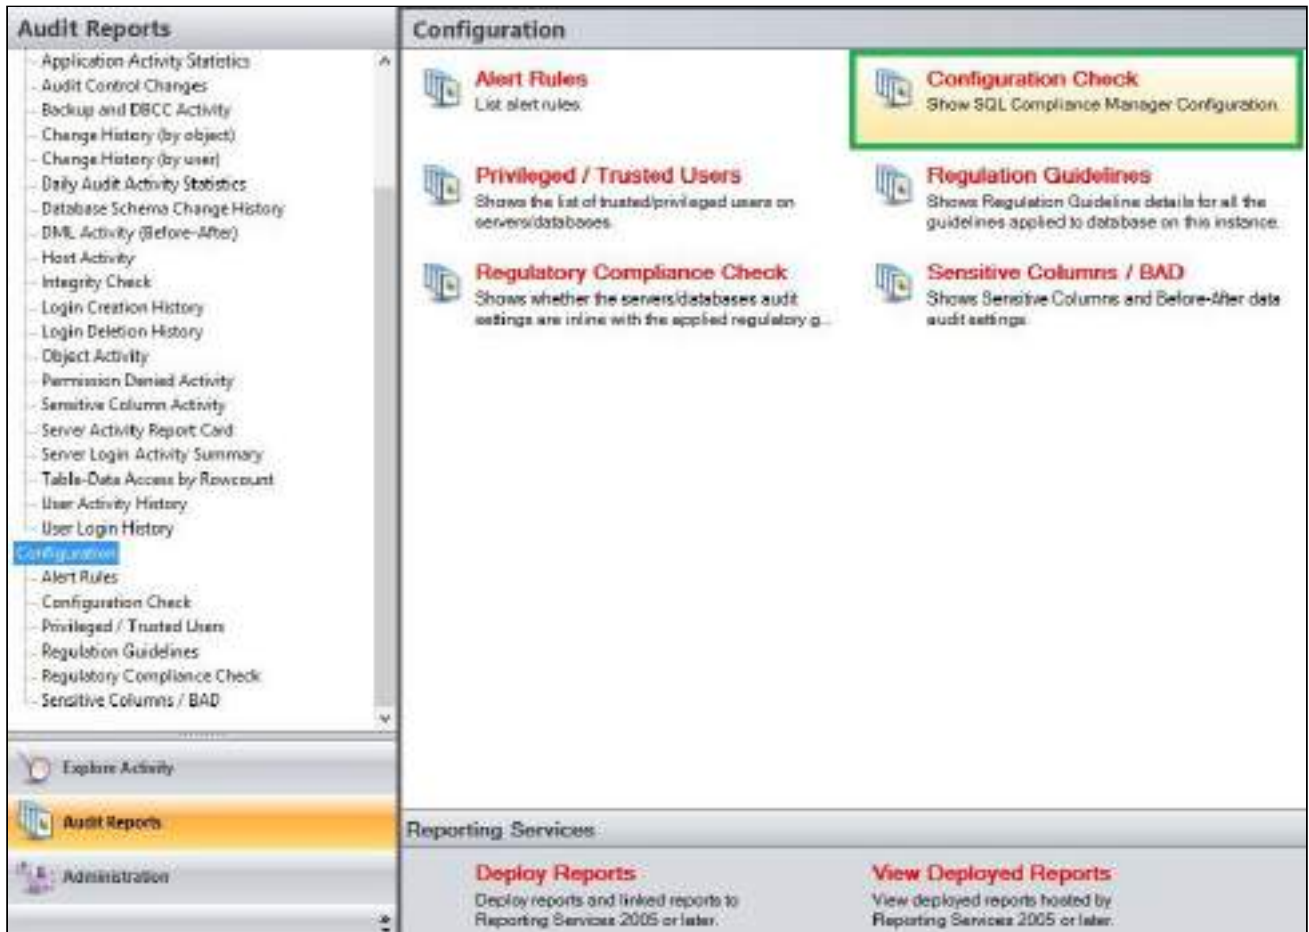 Audit Reports
Application Activity Statistics
Audit Control Changes
Backup and DBCC Activity
Change History (by object)
Change History (by user)
Daily Audit Activity Statistics
Database Schema Change History
DML Activity (Before-After)
Host Activity
Integrity Check
Login Creation History
Login Deletion History
Object Activity
Permission Denied Activity
Sensitive Column Activity
Server Activity Report Card
Server Login Activity Summary
Table-Data Access by Rowcount
User Activity History
User Login History
Configuration
Alert Rules
Configuration Check
Privileged / Trusted Users
Regulation Guidelines
Regulatory Compliance Check
Sensitive Columns / BAD
Explore Activity
Audit Reports
Administration
Configuration
Alert Rules
List alert rules.
Configuration Check
Show SQL Compliance Manager Configuration.
Privileged / Trusted Users
Shows the list of trusted/privileged users on
servers/databases.
Regulation Guidelines
Shows Regulation Guideline details for all the
guidelines applied to database on this instance.
Regulatory Compliance Check
Shows whether the servers/databases audit
settings are inline with the applied regulatory g...
Sensitive Columns / BAD
Shows Sensitive Columns and Before-After data
audit settings.
Reporting Services
Deploy Reports
Deploy reports and linked reports to
Reporting Services 2005 or later.
View Deployed Reports
View deployed reports hosted by
Reporting Services 2005 or later.